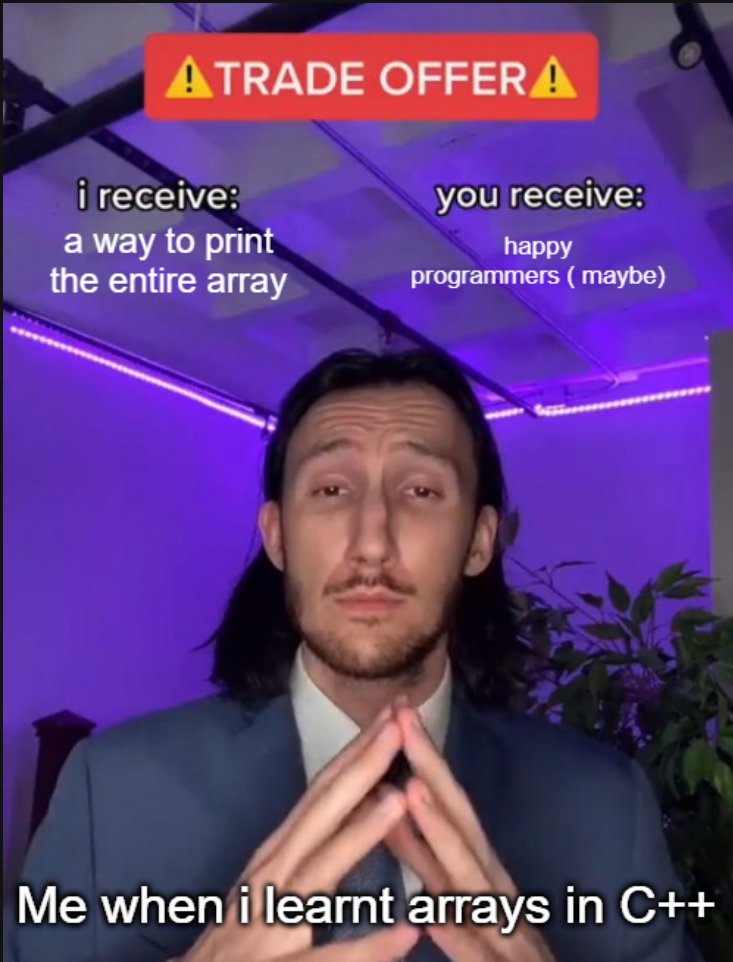 ⚠TRADE OFFER⚠
i receive:
a way to print
the entire array
you receive:
happy
programmers ( maybe)
Me when i learnt arrays in C++